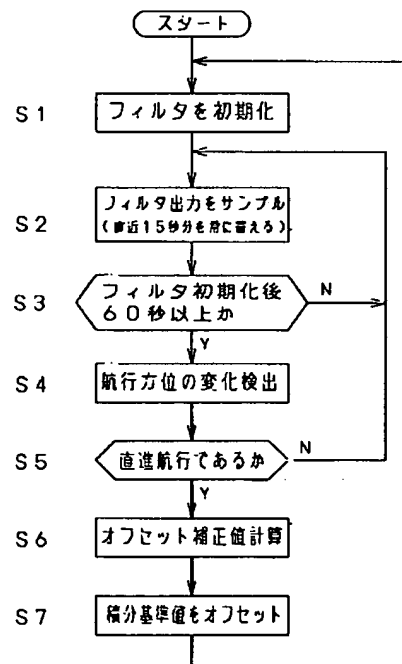 スタート
S1
フィルタを初期化
S2
フィルタ出力をサンプル
(直近15秒分を常に蓄える)
S3
フィルタ初期化後
60秒以上か
N
Y
S4
航行方位の変化検出
S5
直進航行であるか
N
Y
S6
オフセット補正値計算
S7
積分基準値をオフセット